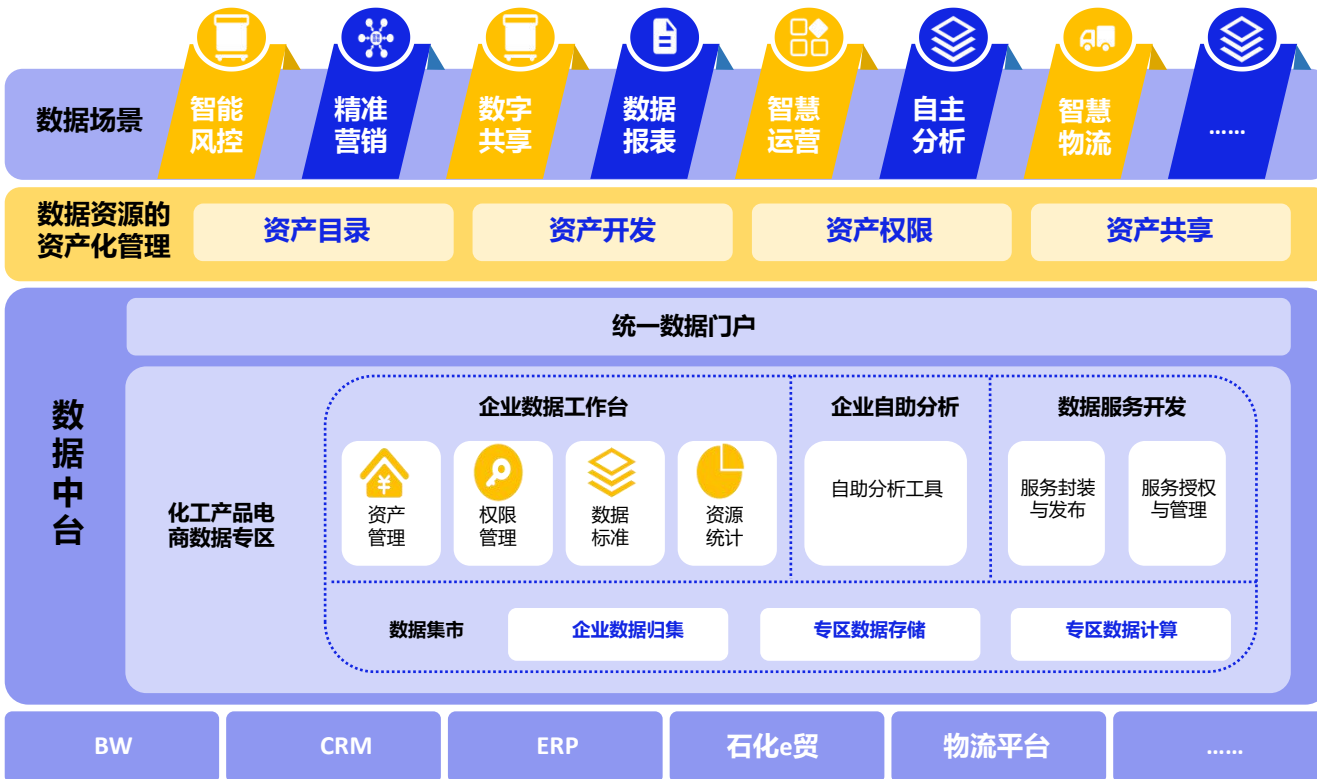 数据场景
智能
风控
精准
营销
数字
共享
数据
报表
智慧
运营
自主
分析
智慧
物流
……
数据资源的
资产化管理
资产目录
资产开发
资产权限
资产共享
数
据
中
台
统一数据门户
化工产品电
商数据专区
企业数据工作台
企业自助分析
数据服务开发
¥
资产
管理
权限
管理
数据
标准
资源
统计
自助分析工具
服务封装
与发布
服务授权
与管理
数据集市
企业数据归集
专区数据存储
专区数据计算
BW
CRM
ERP
石化e贸
物流平台
……